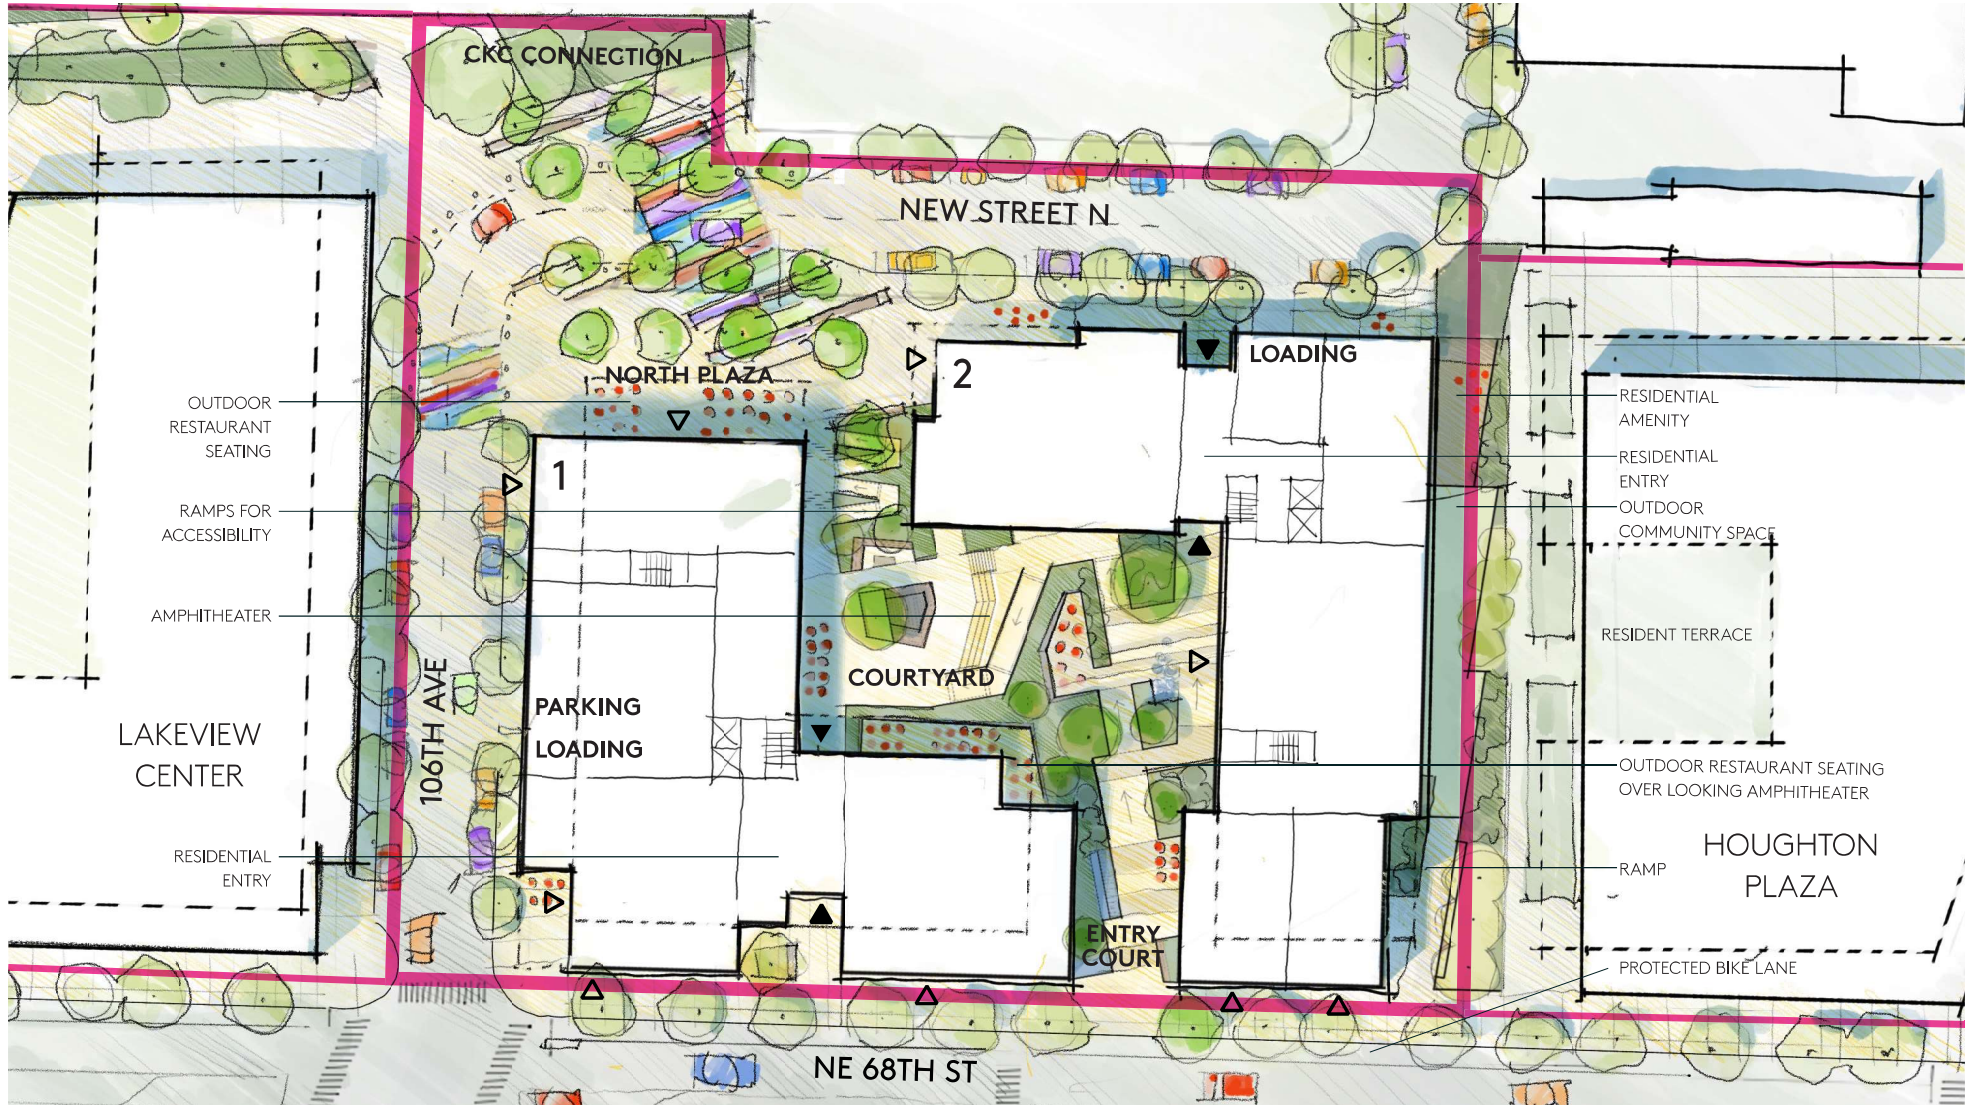 CKC CONNECTION
NEW STREET N
NORTH PLAZA
2
LOADING
OUTDOOR
RESTAURANT
SEATING
1
RAMPS FOR
ACCESSIBILITY
AMPHITHEATER
COURTYARD
106TH AVE
PARKING
LOADING
LAKEVIEW
CENTER
RESIDENTIAL
ENTRY
ENTRY
COURT
RESIDENTIAL
AMENITY
RESIDENTIAL
ENTRY
OUTDOOR
COMMUNITY SPACE
RESIDENT TERRACE
OUTDOOR RESTAURANT SEATING
OVER LOOKING AMPHITHEATER
HOUGHTON
PLAZA
RAMP
PROTECTED BIKE LANE
NE 68TH ST